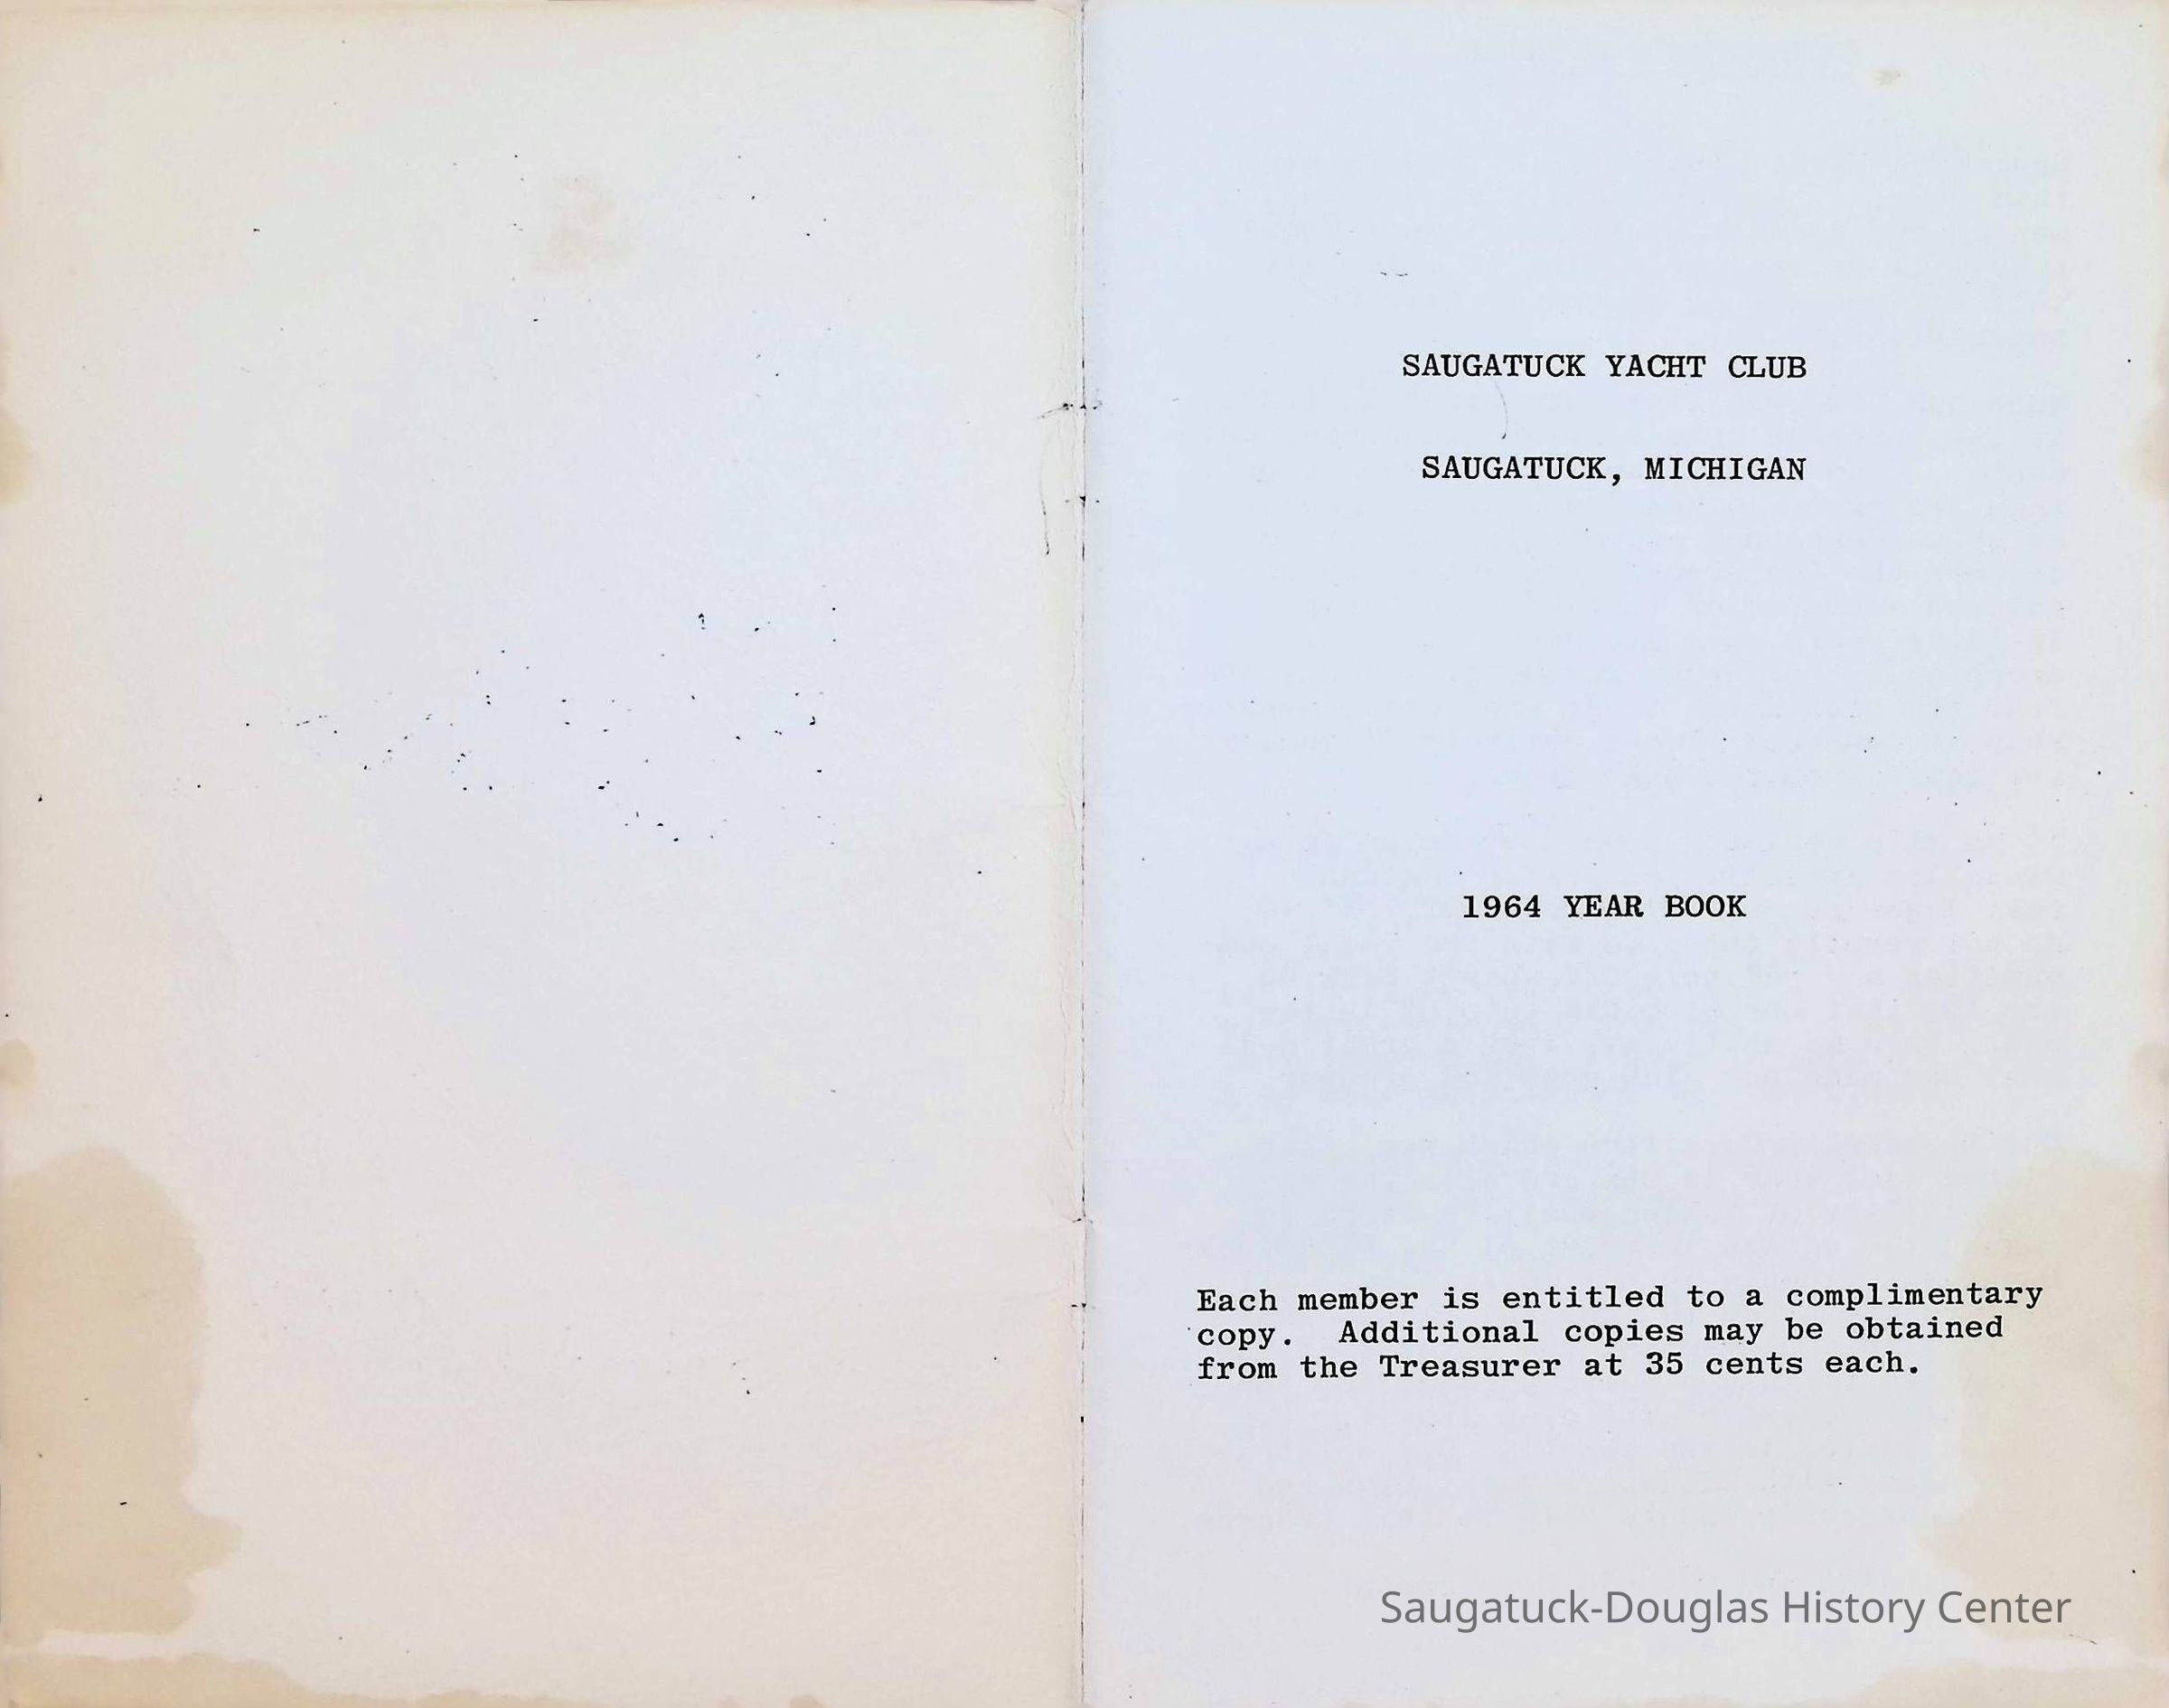 SAUGATUCK YACHT CLUB
SAUGATUCK, MICHIGAN
1964 YEAR BOOK
Each member is entitled to a complimentary
copy. Additional copies may be obtained
from the Treasurer at 35 cents each.
Saugatuck-Douglas History Center